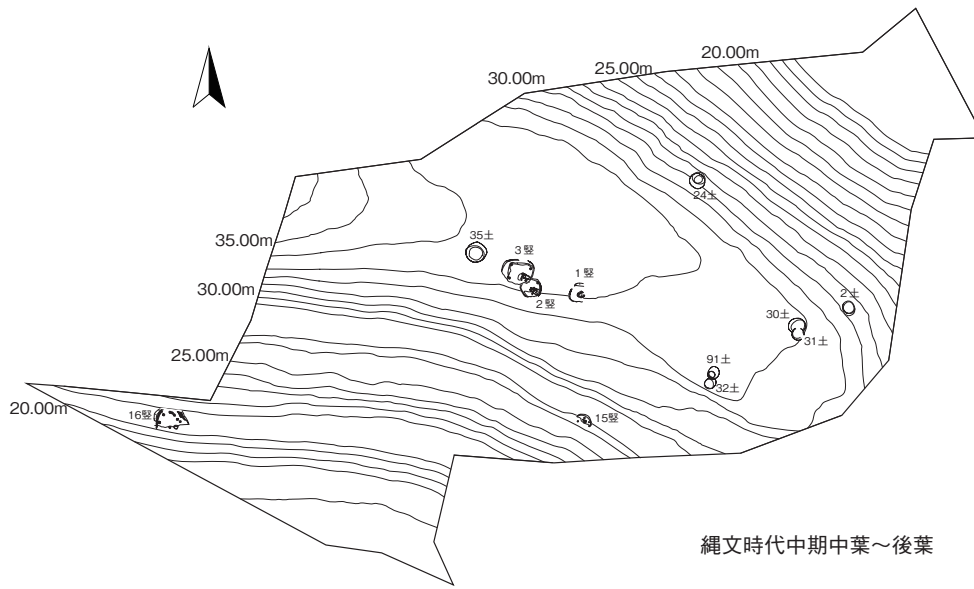 20.00m
25.00m
30.00m
24土
35土
35.00m
3竪
1竪
30.00m
2竪
2土
30土
31土
25.00m
91土
32土
20.00m
16竪
15竪
縄文時代中期中葉～後葉